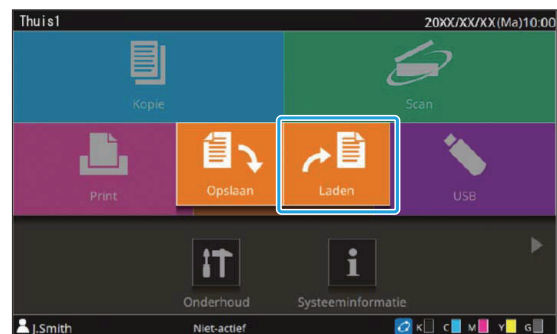 Thuis1 20XX/XX/XX(Ma)10:00
Kopie Scan
Print Opslaan Laden USB
Onderhoud Systeeminformatie
J.Smith Niet-actief K C M Y G